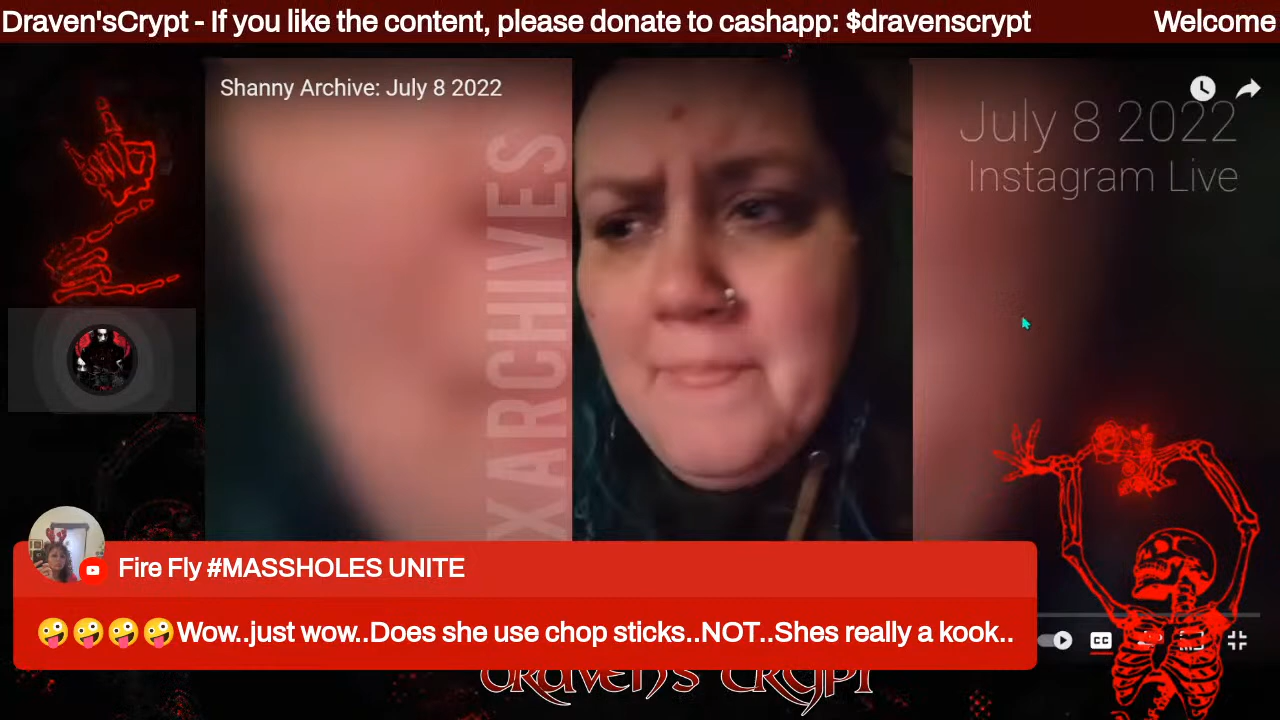 Draven'sCrypt - If you like the content, please donate to cashapp: $dravenscrypt Welcome
Shanny Archive: July 8 2022
July 8 2022
Instagram Live
XARCHIVES
Fire Fly #MASSHOLES UNITE
🤪🤪🤪🤪Wow..just wow..Does she use chop sticks..NOT..Shes really a kook..
CC
Draven's Crypt